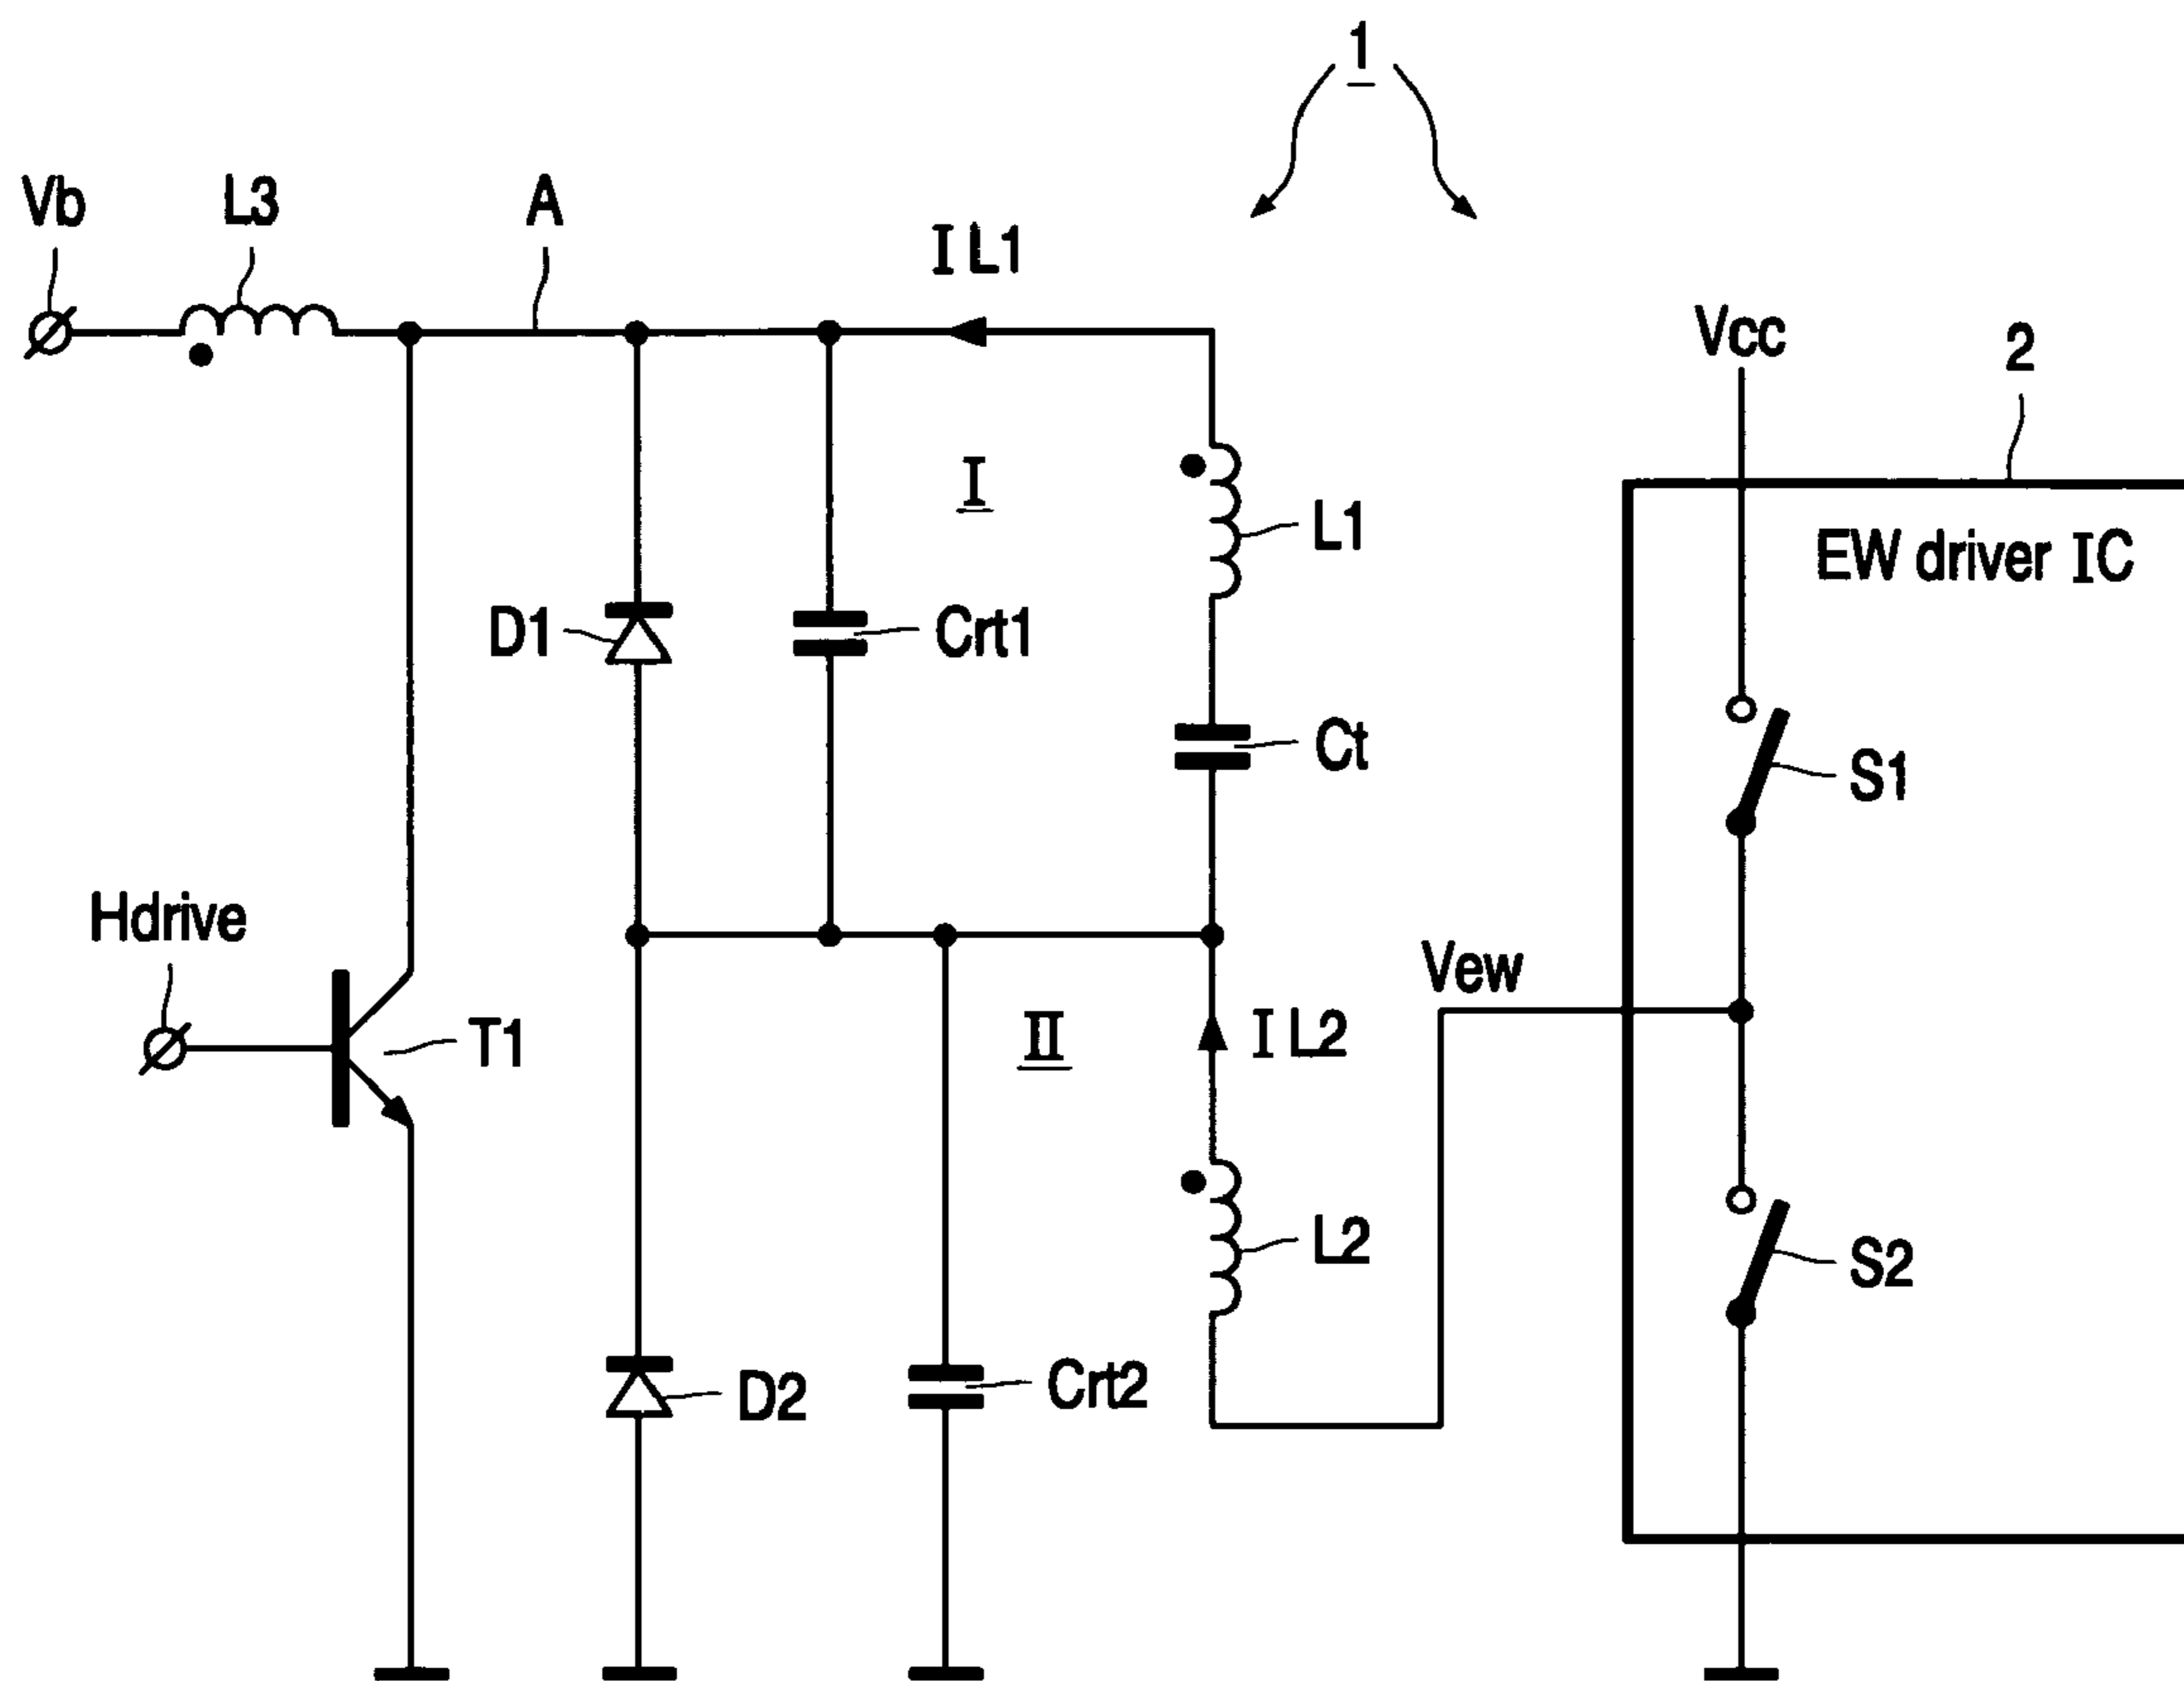 1
Vb
L3
A
I L1
Vcc
2
I
L1
EW driver IC
D1
Crt1
Ct
S1
Hdrive
Vew
T1
II
I L2
L2
S2
D2
Crt2